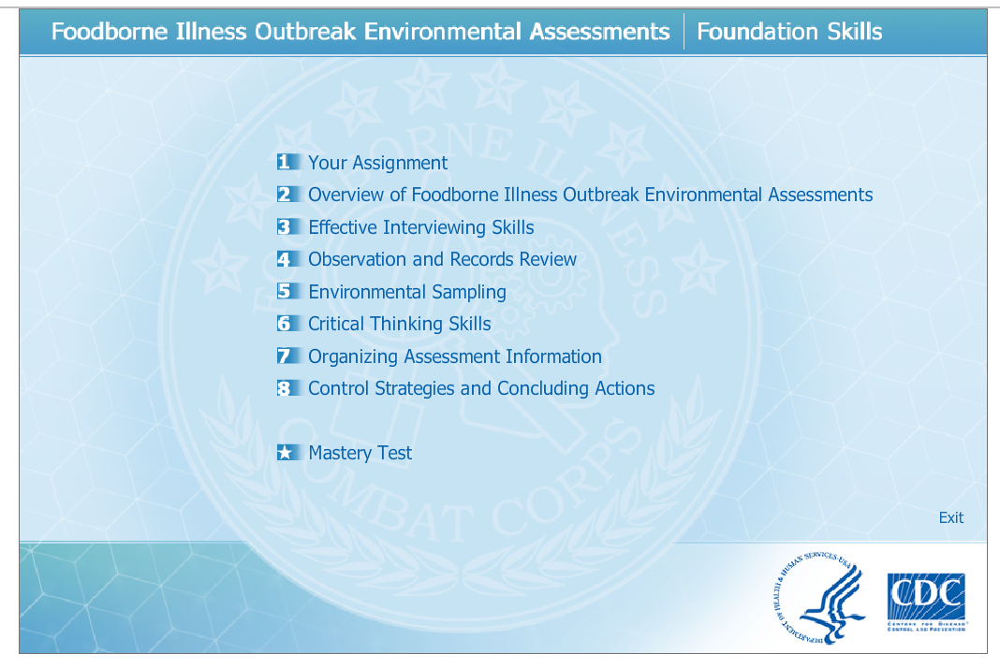 Foodborne Illness Outbreak Environmental Assessments | Foundation Skills
FOODBORNE ILLNESS
1 Your Assignment
2 Overview of Foodborne Illness Outbreak Environmental Assessments
3 Effective Interviewing Skills
4 Observation and Records Review
5 Environmental Sampling
6 Critical Thinking Skills
7 Organizing Assessment Information
8 Control Strategies and Concluding Actions
Mastery Test
COMBAT CORPS
Exit
DEPARTMENT OF HEALTH & HUMAN SERVICES·USA
CDC
CENTERS FOR DISEASE
CONTROL AND PREVENTION